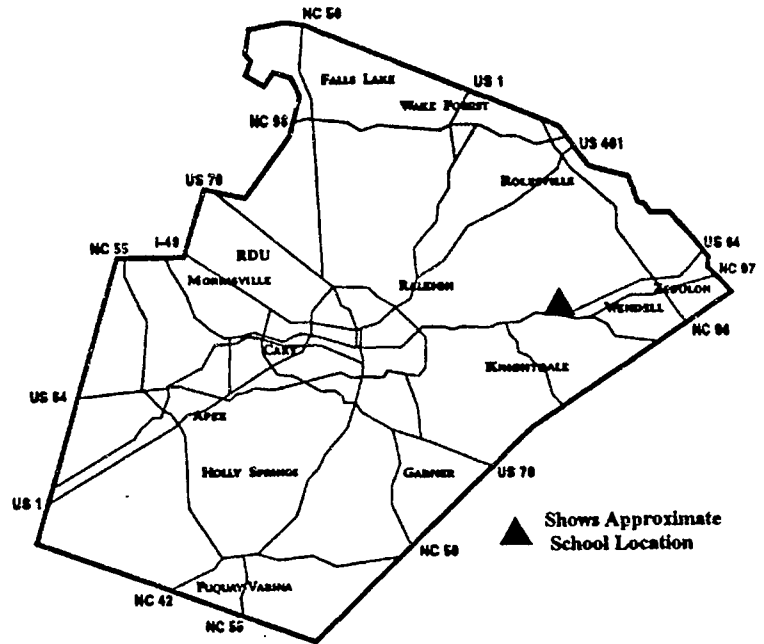 NC 50
FALLS LAKE
US 1
WAKE FOREST
NC 98
US 401
ROLESVILLE
US 70
US 64
I-40
NC 55
RDU
NC 97
MORRISVILLE
RALEIGH
ZEBULON
WENDELL
NC 96
CARY
KNIGHTDALE
US 64
APEX
HOLLY SPRINGS
GARNER
US 70
US 1
Shows Approximate
School Location
NC 50
FUQUAY-VARINA
NC 42
NC 55